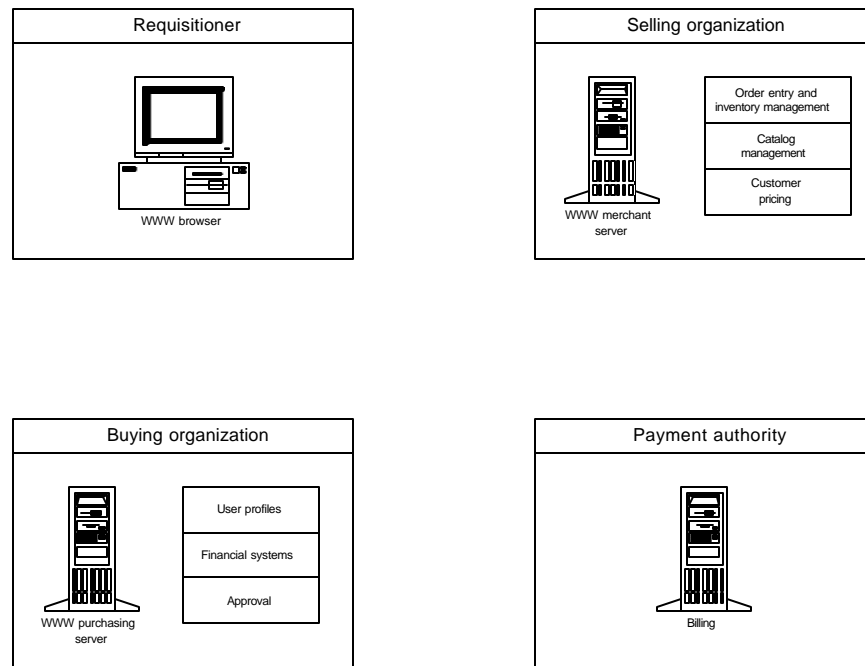 Requisitioner
WWW browser
Selling organization
WWW merchant
server
Order entry and
inventory management
Catalog
management
Customer
pricing
Buying organization
WWW purchasing
server
User profiles
Financial systems
Approval
Payment authority
Billing